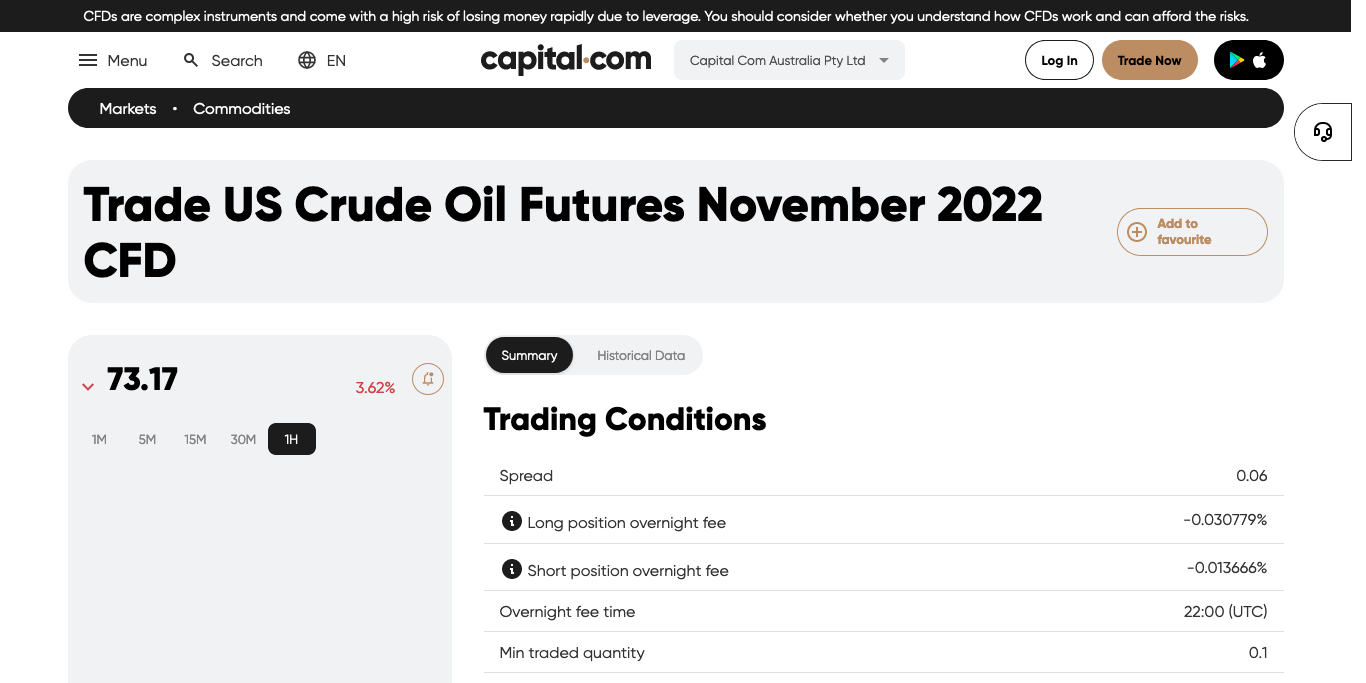 CFDs are complex instruments and come with a high risk of losing money rapidly due to leverage. You should consider whether you understand how CFDs work and can afford the risks.
Menu Search EN capital.com Capital Com Australia Pty Ltd Log In Trade Now
Markets • Commodities
Trade US Crude Oil Futures November 2022
CFD
Add to
favourite
73.17 3.62%
1M 5M 15M 30M 1H
Summary Historical Data
Trading Conditions
Spread 0.06
Long position overnight fee -0.030779%
Short position overnight fee -0.013666%
Overnight fee time 22:00 (UTC)
Min traded quantity 0.1